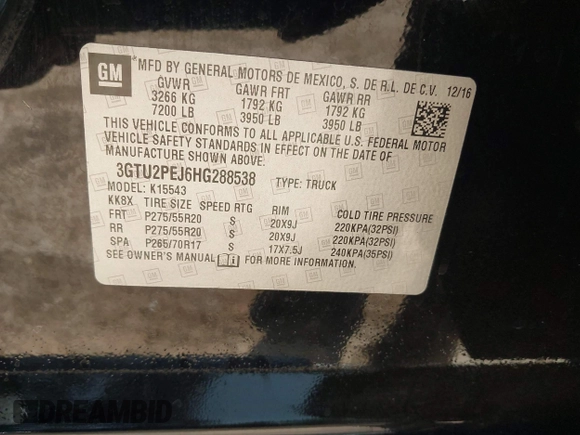 GM
*MFD BY GENERAL MOTORS DE MEXICO, S. DE R.L. DE C.V. 12/16
GVWR GAWR FRT GAWR RR
3266 KG 1792 KG 1792 KG
7200 LB 3950 LB 3950 LB
THIS VEHICLE CONFORMS TO ALL APPLICABLE U.S. FEDERAL MOTOR
VEHICLE SAFETY STANDARDS IN EFFECT ON THE DATE OF
MANUFACTURE SHOWN ABOVE.
3GTU2PEJ6HG288538 TYPE: TRUCK
MODEL: K15543
KK8X TIRE SIZE SPEED RTG RIM COLD TIRE PRESSURE
FRT P275/55R20 S 20X9J 220KPA(32PSI)
RR P275/55R20 S 20X9J 220KPA(32PSI)
SPA P265/70R17 S 17X7.5J 240KPA(35PSI)
SEE OWNER'S MANUAL FOR MORE INFORMATION.
DREAMBID